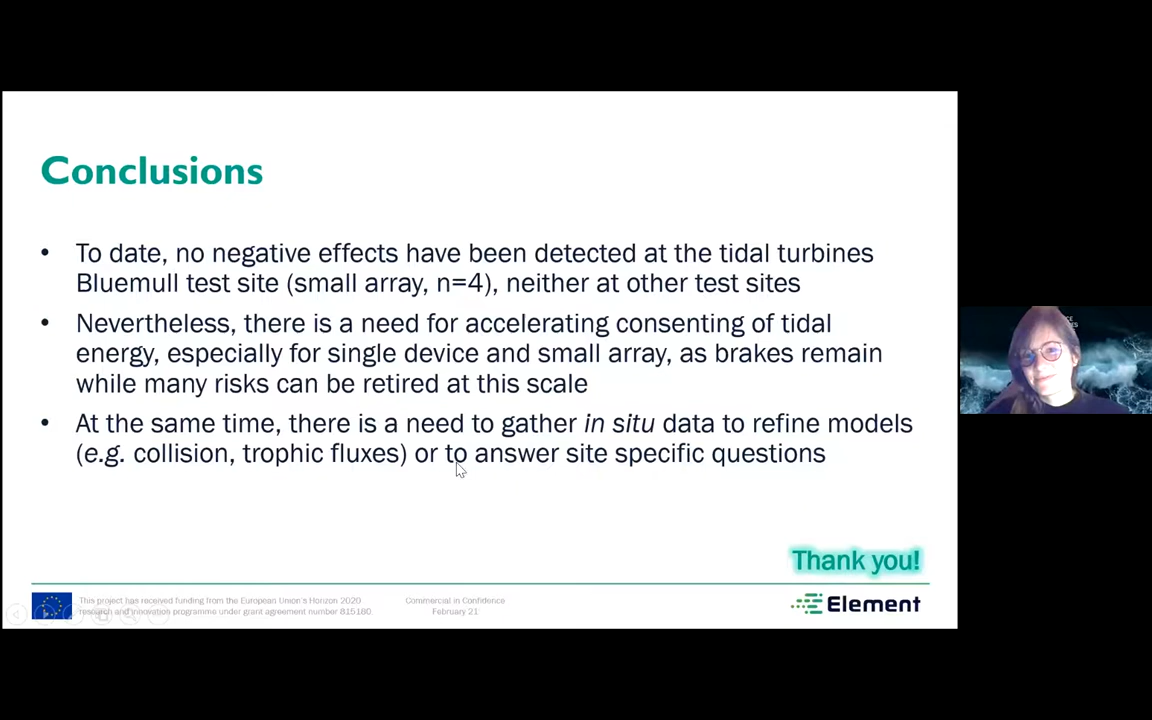 Conclusions
• To date, no negative effects have been detected at the tidal turbines
Bluemull test site (small array, n=4), neither at other test sites
• Nevertheless, there is a need for accelerating consenting of tidal
energy, especially for single device and small array, as brakes remain
while many risks can be retired at this scale
• At the same time, there is a need to gather in situ data to refine models
(e.g. collision, trophic fluxes) or to answer site specific questions
Thank you!
This project has received funding from the European Union's Horizon 2020
research and innovation programme under grant agreement number 815180.
Commercial in Confidence
February 21
Element